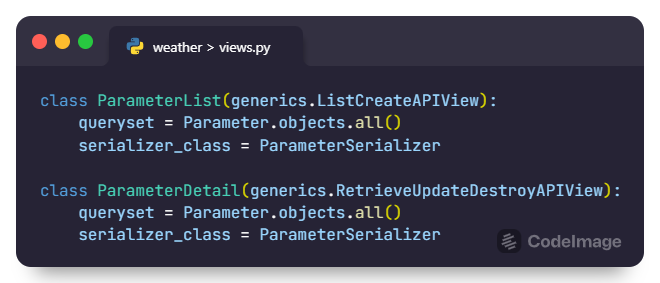 weather > views.py
class ParameterList(generics.ListCreateAPIView):
    queryset = Parameter.objects.all()
    serializer_class = ParameterSerializer

class ParameterDetail(generics.RetrieveUpdateDestroyAPIView):
    queryset = Parameter.objects.all()
    serializer_class = ParameterSerializer
CodeImage